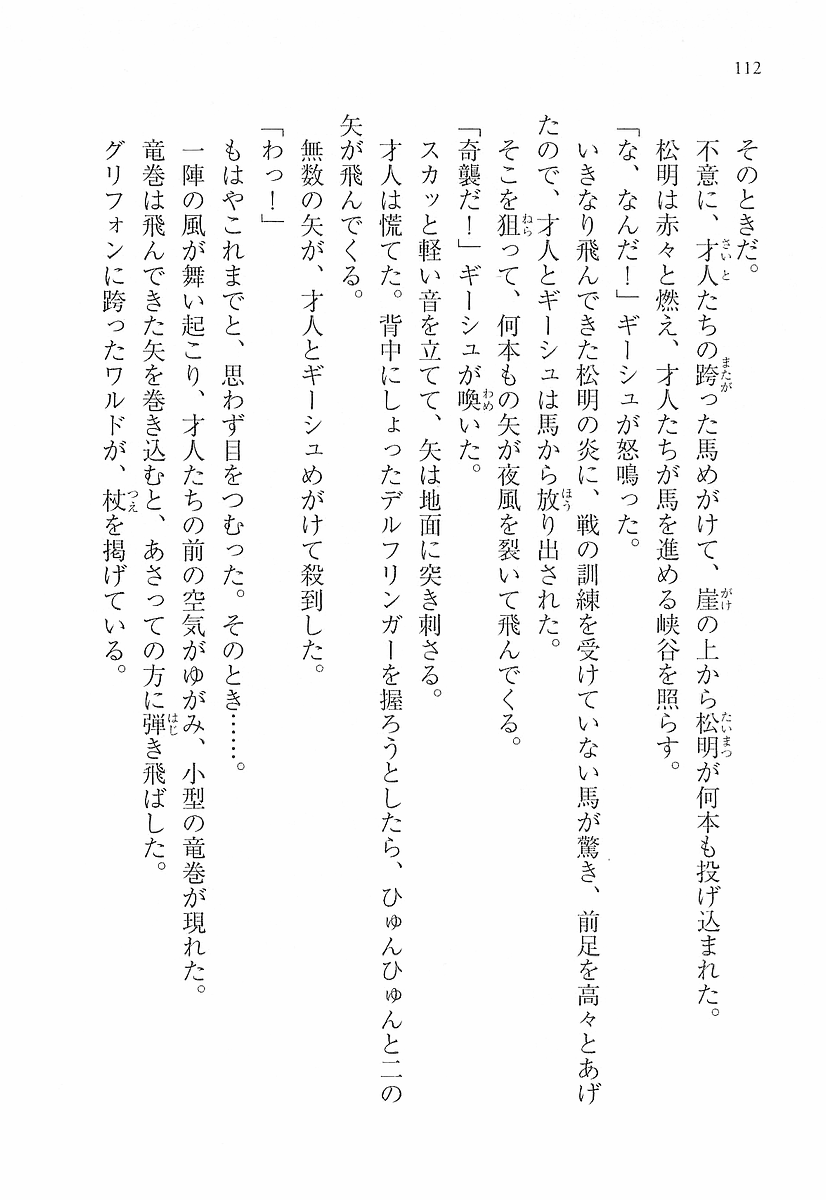 112
そのときだ。
不意に、才人たちの跨った馬めがけて、崖の上から松明が何本も投げ込まれた。
松明は赤々と燃え、才人たちが馬を進める峡谷を照らす。
「な、なんだ！」ギーシュが怒鳴った。
いきなり飛んできた松明の炎に、戦の訓練を受けていない馬が驚き、前足を高々とあげ
たので、才人とギーシュは馬から放り出された。
そこを狙って、何本もの矢が夜風を裂いて飛んでくる。
「奇襲だ！」ギーシュが喚いた。
スカッと軽い音を立てて、矢は地面に突き刺さる。
才人は慌てた。背中にしょったデルフリンガーを握ろうとしたら、ひゅんひゅんと二の
矢が飛んでくる。
無数の矢が、才人とギーシュめがけて殺到した。
「わっ！」
もはやこれまでと、思わず目をつむった。そのとき……。
一陣の風が舞い起こり、才人たちの前の空気がゆがみ、小型の竜巻が現れた。
竜巻は飛んできた矢を巻き込むと、あさっての方に弾き飛ばした。
グリフォンに跨ったワルドが、杖を掲げている。